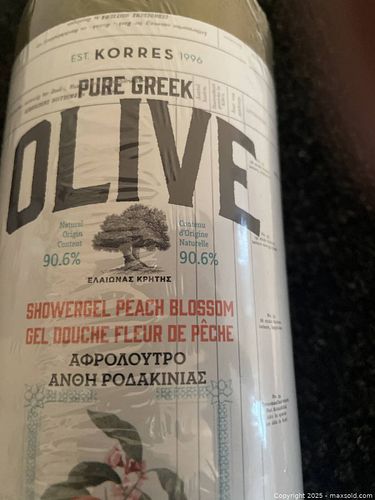 EST. KORRES 1996
PURE GREEK
OLIVE
Natural
Origin
Content
90.6%
Contenu
d'Origine
Naturelle
90.6%
ΕΛΑΙΩΝΑΣ ΚΡΗΤΗΣ
SHOWERGEL PEACH BLOSSOM
GEL DOUCHE FLEUR DE PÊCHE
ΑΦΡΟΛΟΥΤΡΟ
ΑΝΘΗ ΡΟΔΑΚΙΝΙΑΣ
Copyright 2025 - maxsold.com